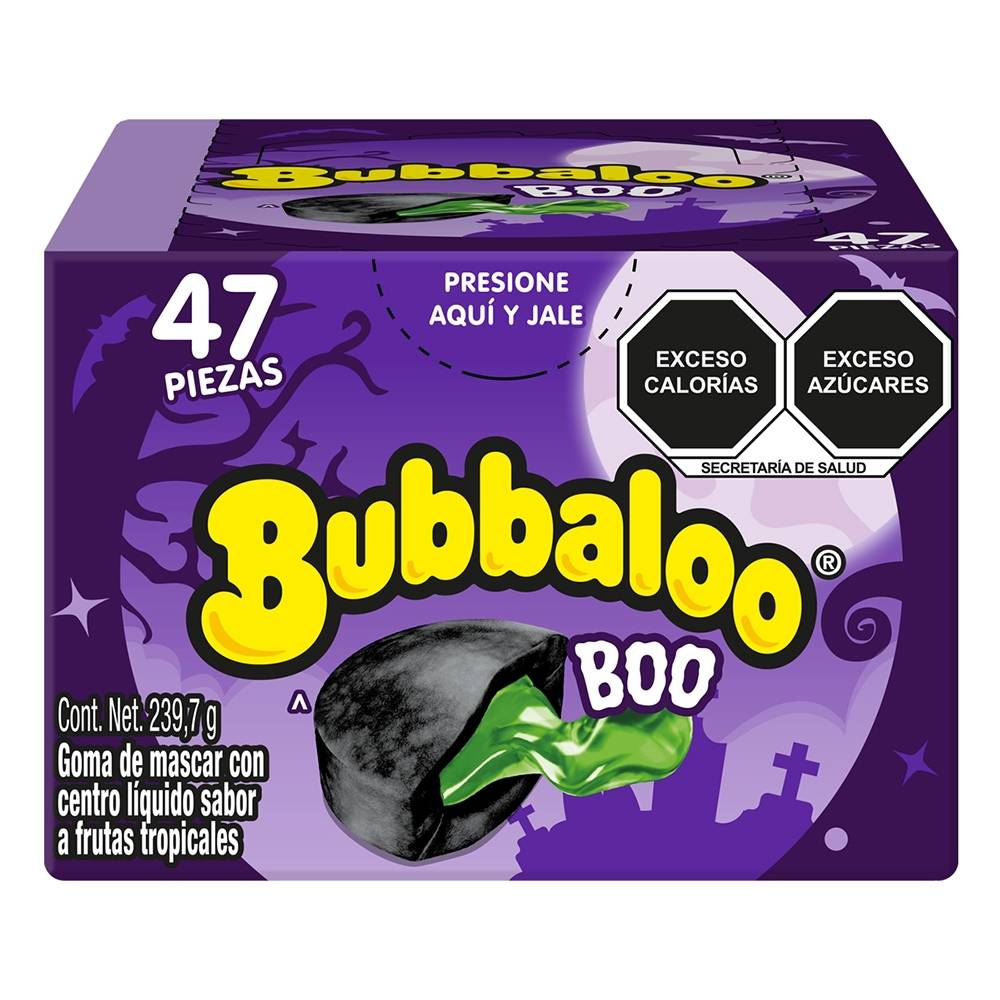 Bubbaloo®
BOO
47
PIEZAS
47
PIEZAS
PRESIONE
AQUÍ Y JALE
EXCESO
CALORÍAS
EXCESO
AZÚCARES
SECRETARÍA DE SALUD
Bubbaloo®
BOO
Cont. Net. 239,7 g
Goma de mascar con
centro líquido sabor
a frutas tropicales